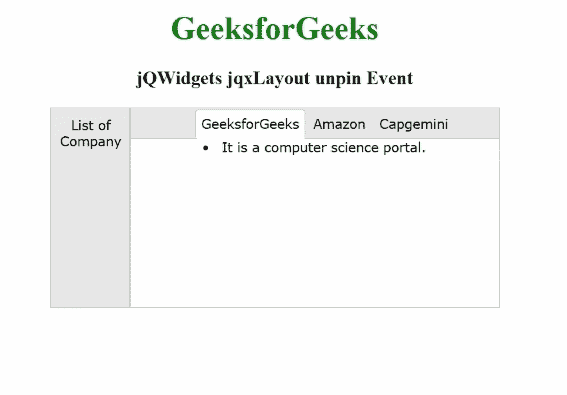 GeeksforGeeks
jQWidgets jqxLayout unpin Event
List of
Company
GeeksforGeeks Amazon Capgemini
It is a computer science portal.